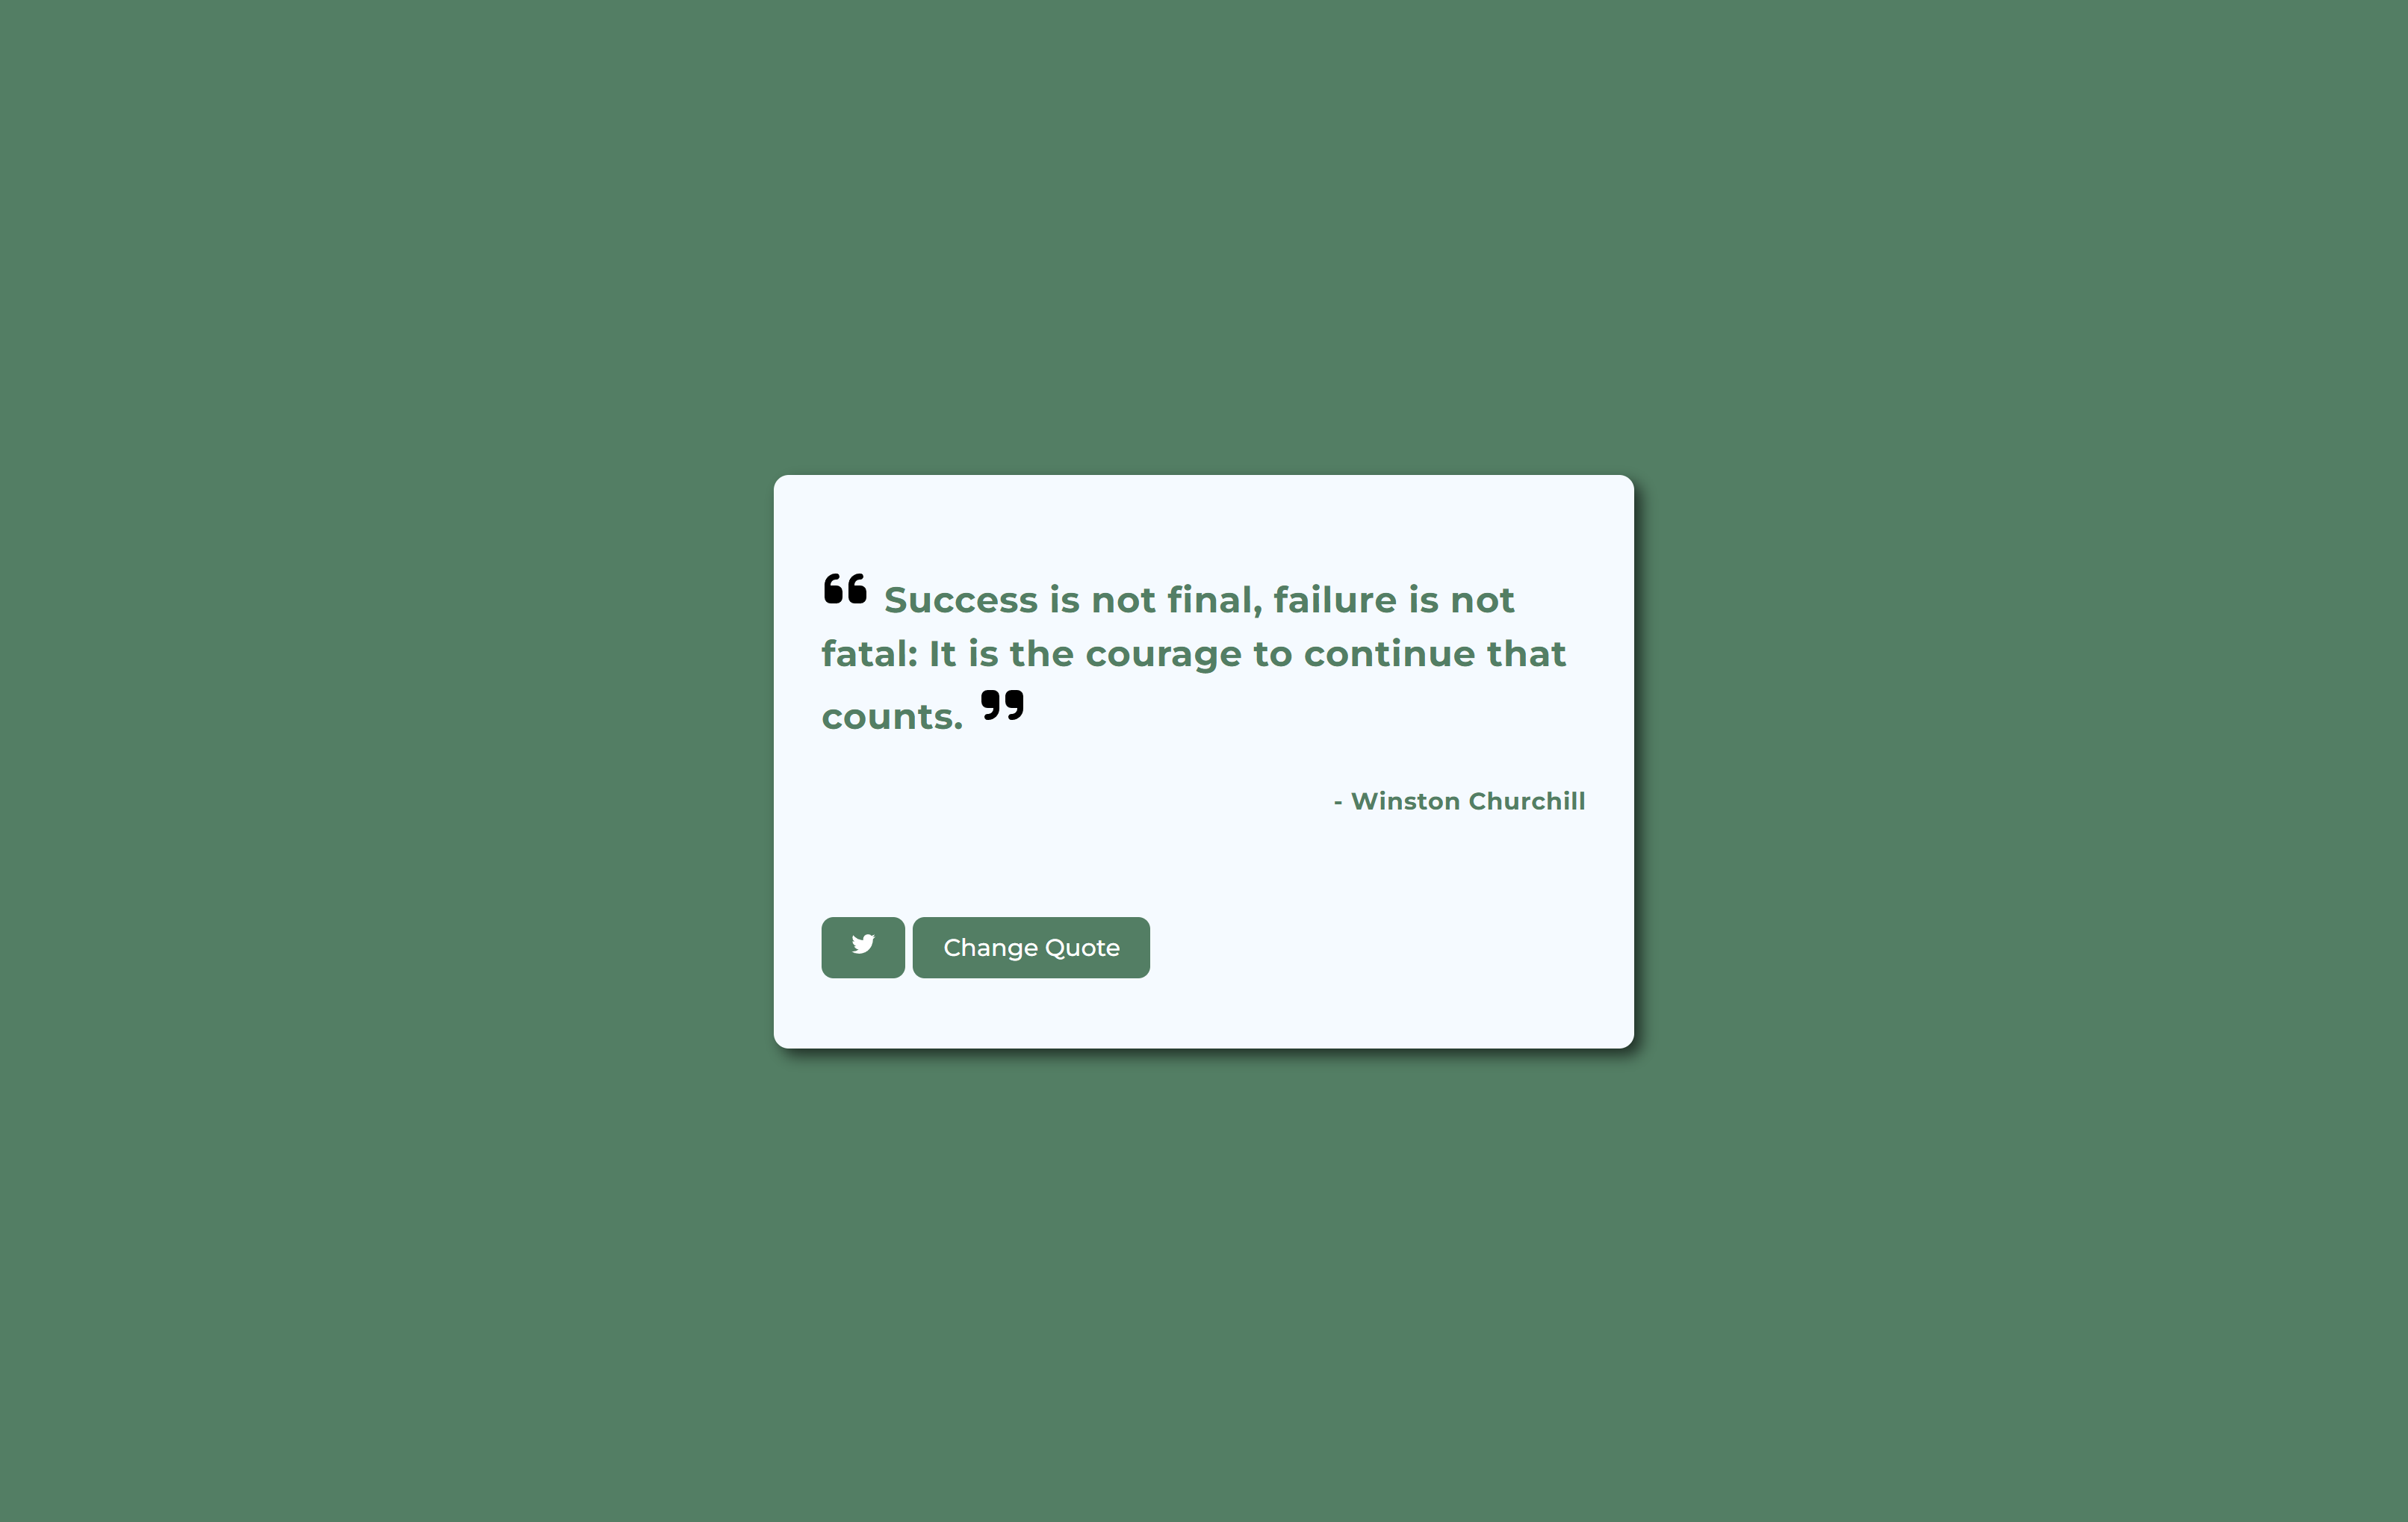 ❝ Success is not final, failure is not
fatal: It is the courage to continue that
counts. ❞
- Winston Churchill
Change Quote